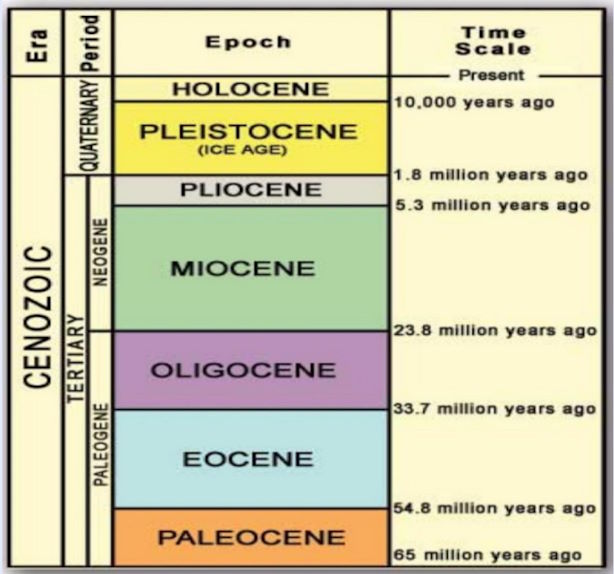 Era
Period
Epoch
Time
Scale
Present
CENOZOIC
QUATERNARY
HOLOCENE
10,000 years ago
PLEISTOCENE
(ICE AGE)
1.8 million years ago
TERTIARY
NEOGENE
PLIOCENE
5.3 million years ago
MIOCENE
23.8 million years ago
PALEOGENE
OLIGOCENE
33.7 million years ago
EOCENE
54.8 million years ago
PALEOCENE
65 million years ago